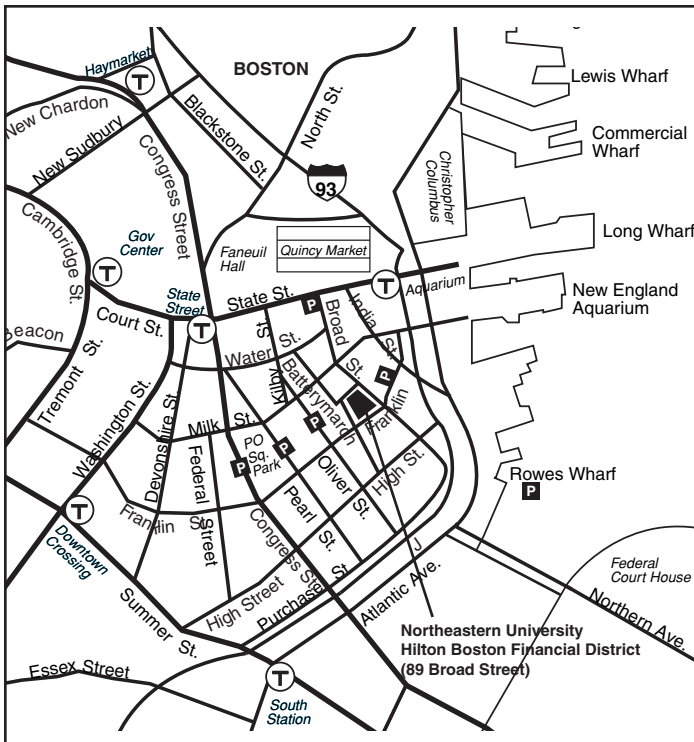 Haymarket
T
BOSTON
Lewis Wharf
New Chardon
New Sudbury
Blackstone St.
North St.
Commercial
Wharf
Congress Street
93
Christopher
Columbus
Cambridge St.
Gov
Center
T
Faneuil
Hall
Quincy Market
Long Wharf
State
Street
T
State St.
T
Aquarium
New England
Aquarium
Court St.
P
Broad
St.
India St.
Beacon
Tremont St.
Washington St.
Water St.
Kilby St.
Batterymarch
P
Franklin
Devonshire St.
Milk St.
Federal
Street
PO
Sq.
Park
P
P
P
Oliver St.
High St.
Rowes Wharf
P
T
Franklin St.
Pearl St.
Congress St.
Downtown
Crossing
Summer St.
High Street
Purchase St.
J
Atlantic Ave.
Federal
Court House
Northern Ave.
Northeastern University
Hilton Boston Financial District
(89 Broad Street)
Essex Street
T
South
Station